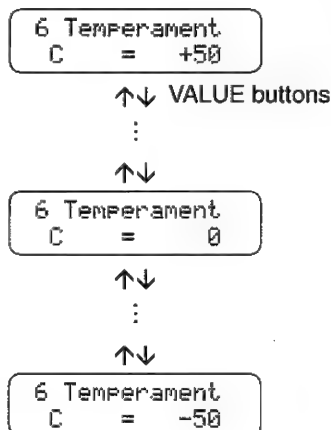 6 Temperament
C = +50
↑↓ VALUE buttons
⋮
↑↓
6 Temperament
C = 0
↑↓
⋮
↑↓
6 Temperament
C = -50